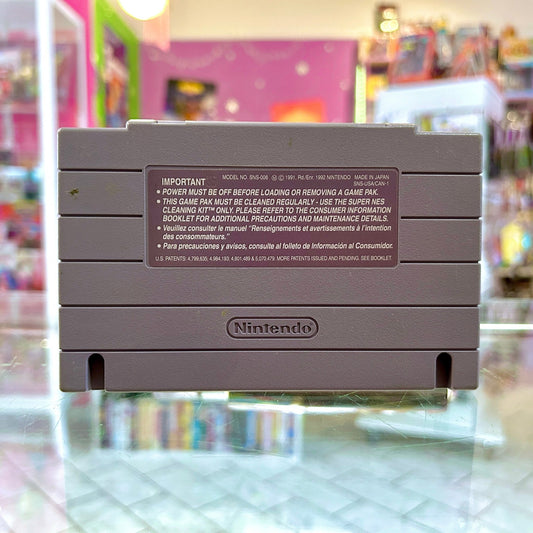 IMPORTANT MODEL NO. SNS-006 Ⓜ © 1991, Rd./Enr. 1992 NINTENDO MADE IN JAPAN
SNS-USA/CAN-1
• POWER MUST BE OFF BEFORE LOADING OR REMOVING A GAME PAK.
• THIS GAME PAK MUST BE CLEANED REGULARLY - USE THE SUPER NES
CLEANING KIT™ ONLY. PLEASE REFER TO THE CONSUMER INFORMATION
BOOKLET FOR ADDITIONAL PRECAUTIONS AND MAINTENANCE DETAILS.
• Veuillez consulter le manuel "Renseignements et avertissements à l'intention
des consommateurs."
• Para precauciones y avisos, consulte al folleto de Información al Consumidor.
U.S. PATENTS: 4,799,635; 4,984,193; 4,801,489 & 5,070,479. MORE PATENTS ISSUED AND PENDING. SEE BOOKLET.
Nintendo®